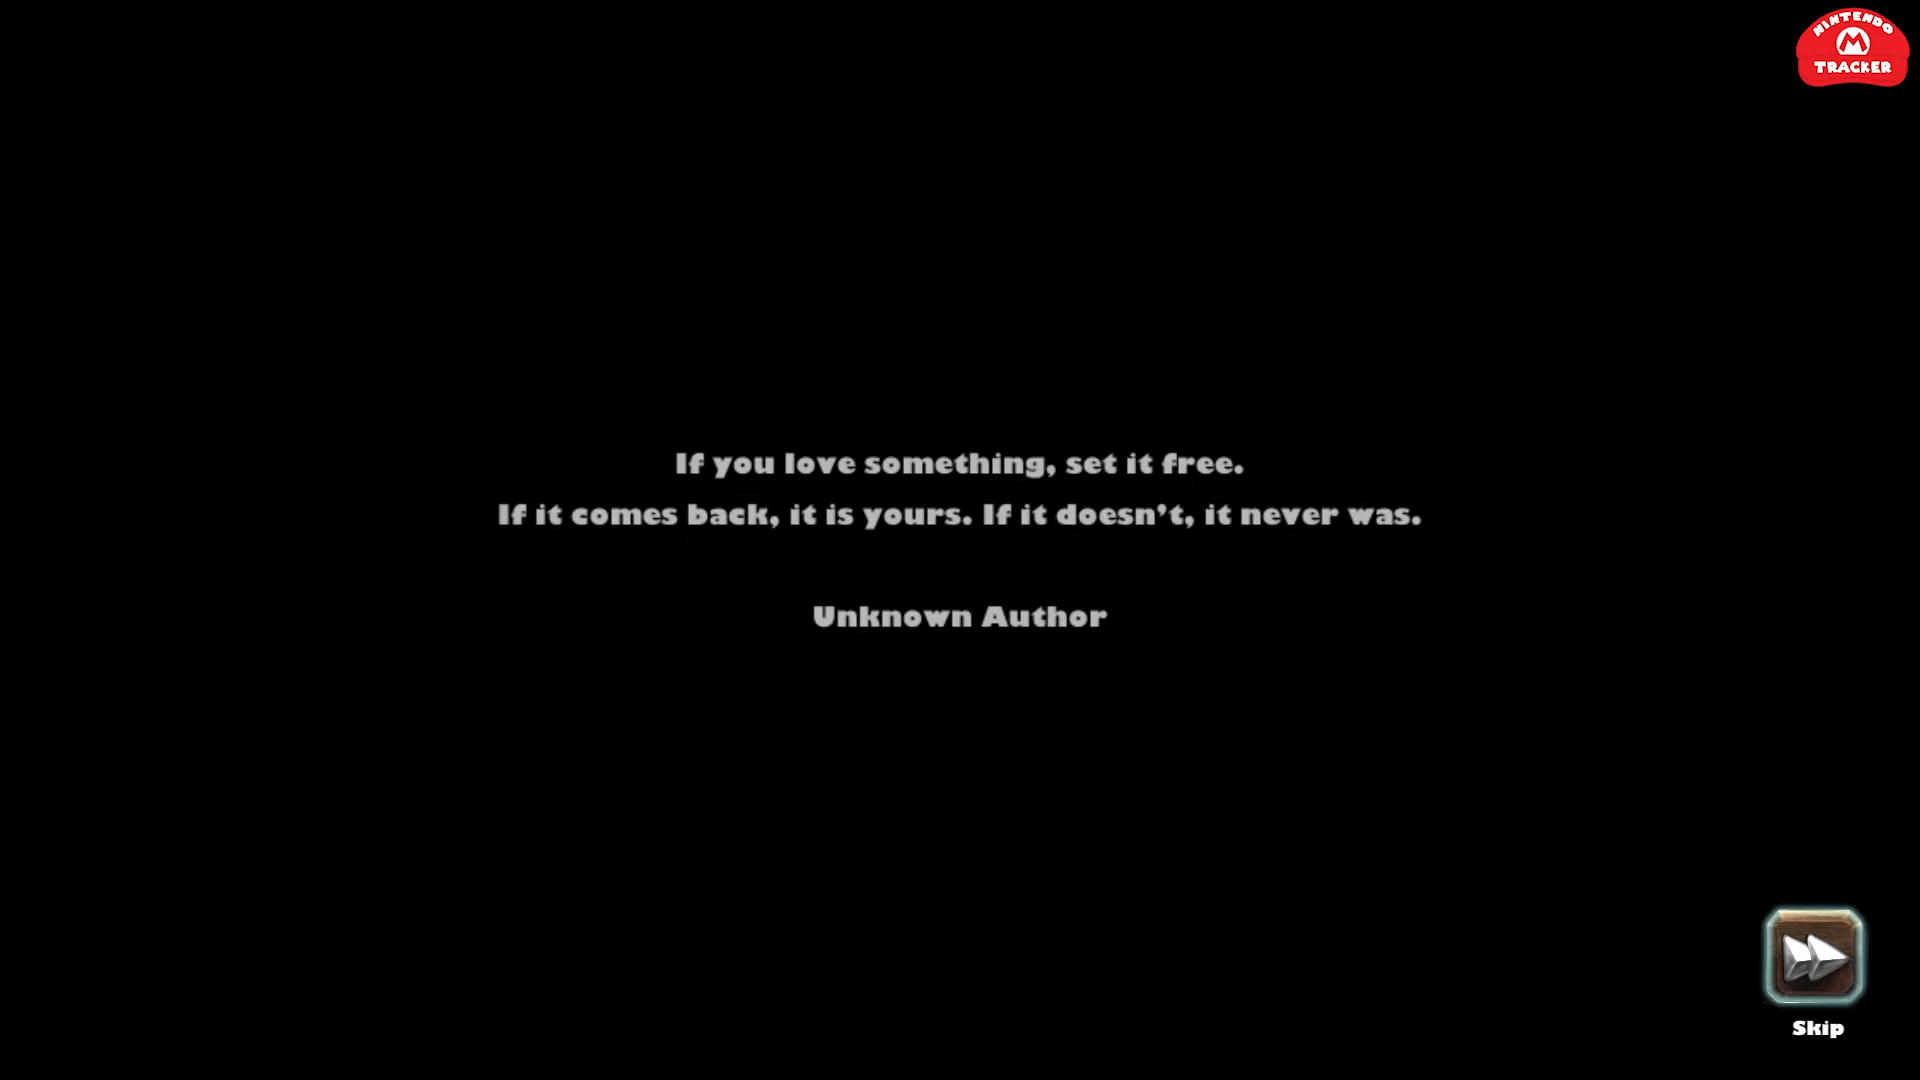 NINTENDO
M
TRACKER
If you love something, set it free.
If it comes back, it is yours. If it doesn't, it never was.
Unknown Author
Skip